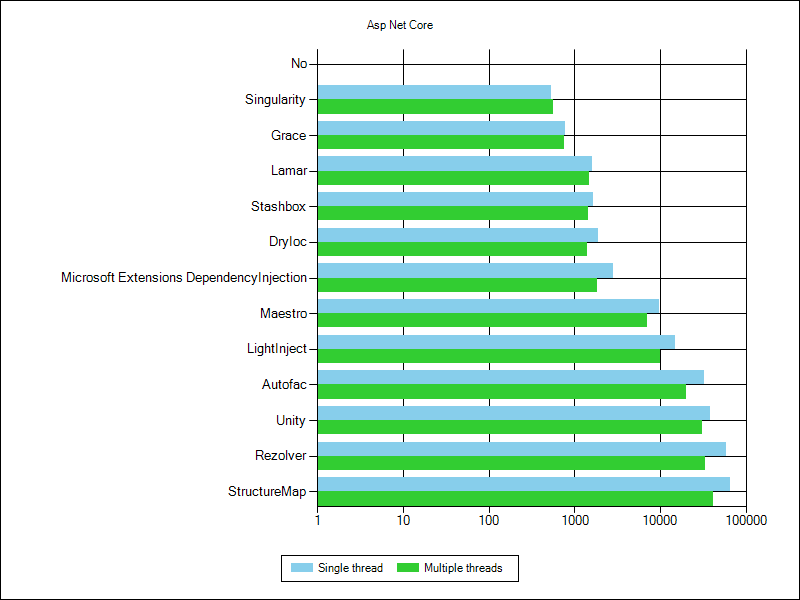 Asp Net Core
No
Singularity
Grace
Lamar
Stashbox
DryIoc
Microsoft Extensions DependencyInjection
Maestro
LightInject
Autofac
Unity
Rezolver
StructureMap
1 10 100 1000 10000 100000
Single thread Multiple threads